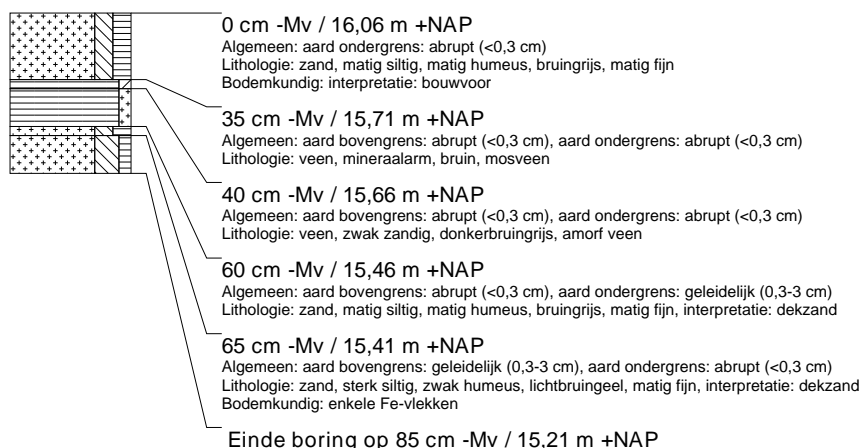 0 cm -Mv / 16,06 m +NAP
Algemeen: aard ondergrens: abrupt (<0,3 cm)
Lithologie: zand, matig siltig, matig humeus, bruingrijs, matig fijn
Bodemkundig: interpretatie: bouwvoor
35 cm -Mv / 15,71 m +NAP
Algemeen: aard bovengrens: abrupt (<0,3 cm), aard ondergrens: abrupt (<0,3 cm)
Lithologie: veen, mineraalarm, bruin, mosveen
40 cm -Mv / 15,66 m +NAP
Algemeen: aard bovengrens: abrupt (<0,3 cm), aard ondergrens: abrupt (<0,3 cm)
Lithologie: veen, zwak zandig, donkerbruingrijs, amorf veen
60 cm -Mv / 15,46 m +NAP
Algemeen: aard bovengrens: abrupt (<0,3 cm), aard ondergrens: geleidelijk (0,3-3 cm)
Lithologie: zand, matig siltig, matig humeus, bruingrijs, matig fijn, interpretatie: dekzand
65 cm -Mv / 15,41 m +NAP
Algemeen: aard bovengrens: geleidelijk (0,3-3 cm), aard ondergrens: abrupt (<0,3 cm)
Lithologie: zand, sterk siltig, zwak humeus, lichtbruingeel, matig fijn, interpretatie: dekzand
Bodemkundig: enkele Fe-vlekken
Einde boring op 85 cm -Mv / 15,21 m +NAP